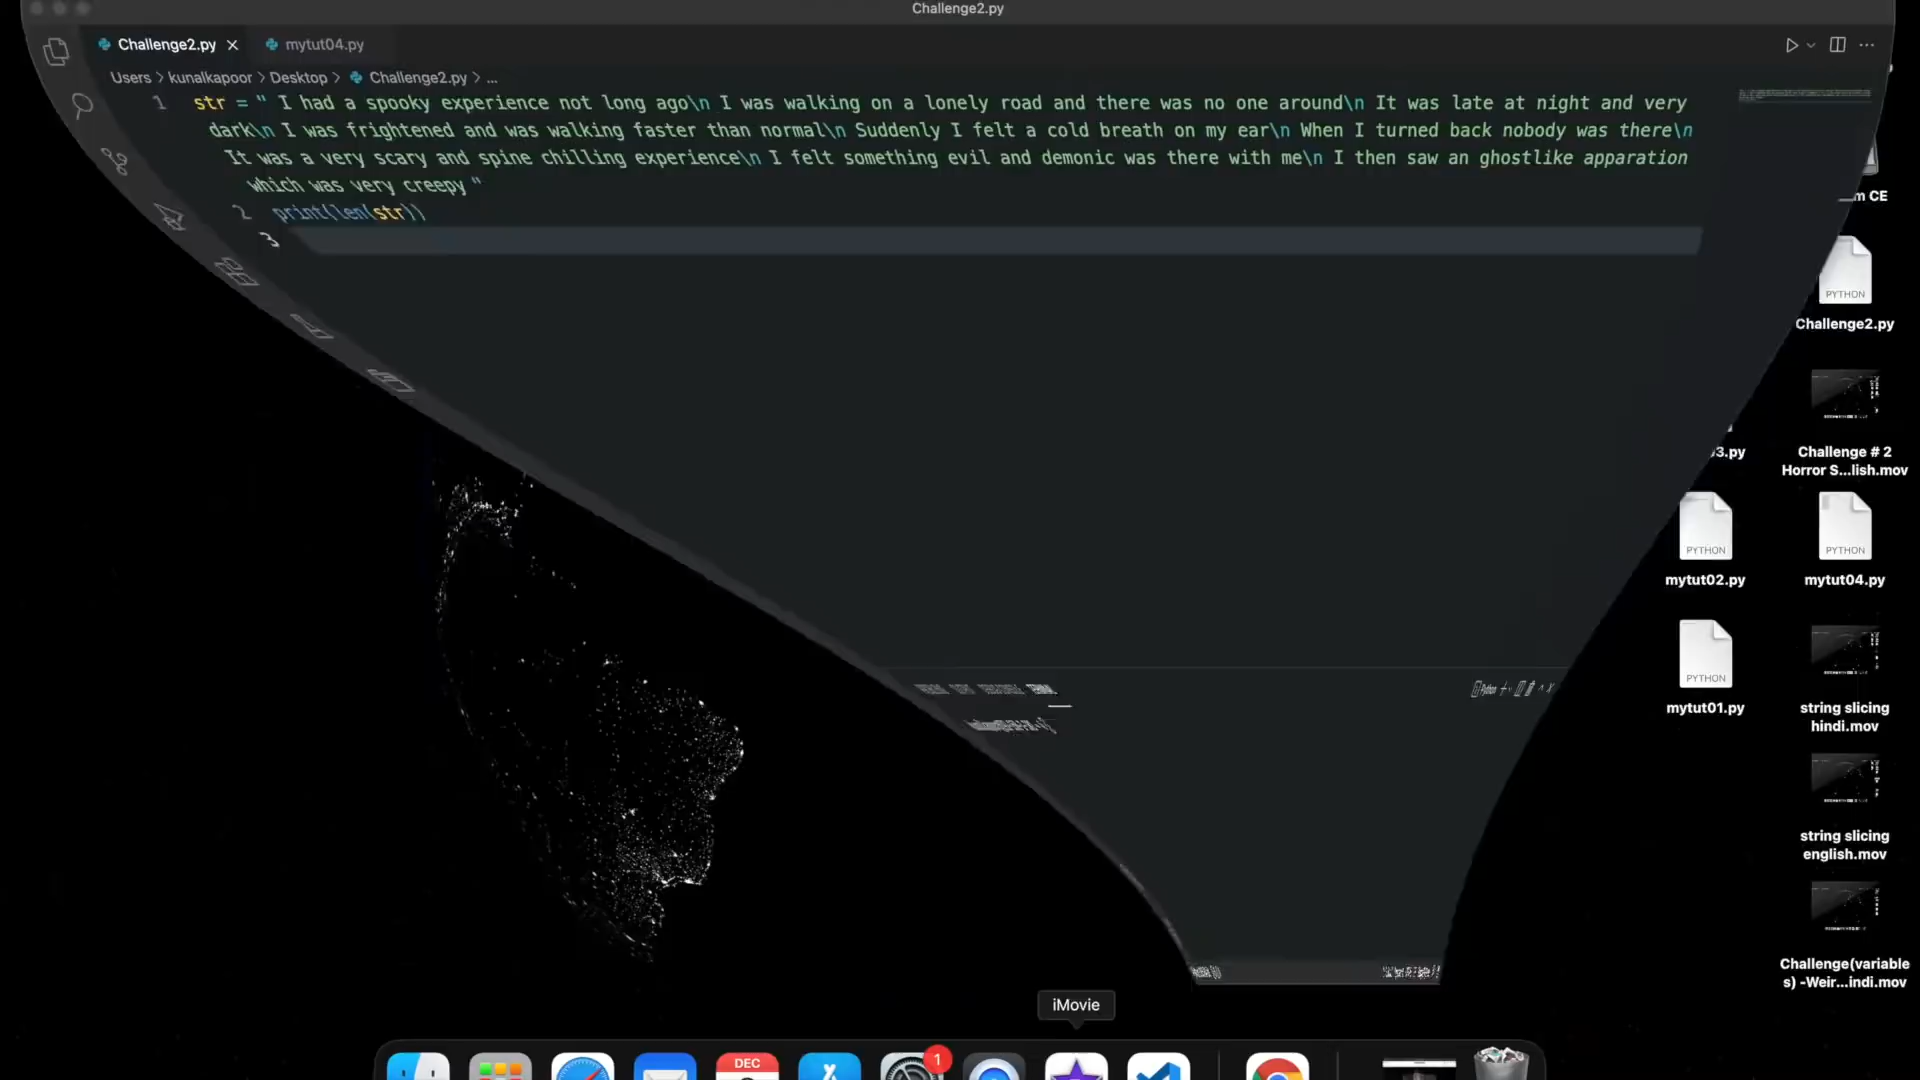 Challenge2.py
Challenge2.py mytut04.py
Users > kunalkapoor > Desktop > Challenge2.py > ...
1 str = " I had a spooky experience not long ago\n I was walking on a lonely road and there was no one around\n It was late at night and very
dark\n I was frightened and was walking faster than normal\n Suddenly I felt a cold breath on my ear\n When I turned back nobody was there\n
It was a very scary and spine chilling experience\n I felt something evil and demonic was there with me\n I then saw an ghostlike apparation
which was very creepy "
2 print(len(str))
3
CE
PYTHON
Challenge2.py
3.py
Challenge # 2
Horror S...lish.mov
PYTHON
mytut02.py
PYTHON
mytut04.py
PYTHON
mytut01.py
string slicing
hindi.mov
string slicing
english.mov
Challenge(variable
s) -Weir...indi.mov
Python
iMovie
DEC
1